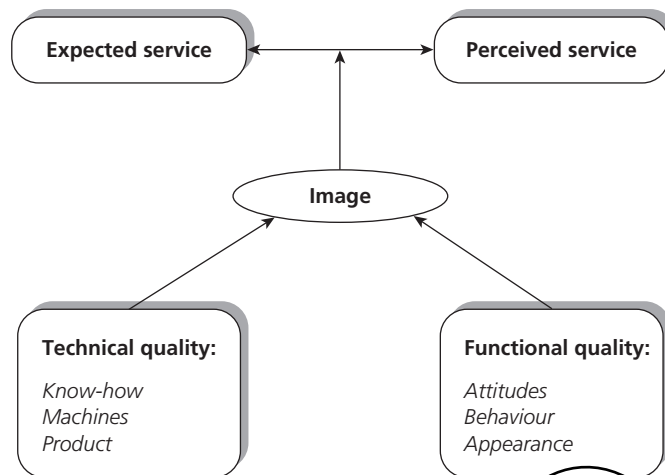 Expected service
Perceived service
Image
Technical quality:
Know-how
Machines
Product
Functional quality:
Attitudes
Behaviour
Appearance